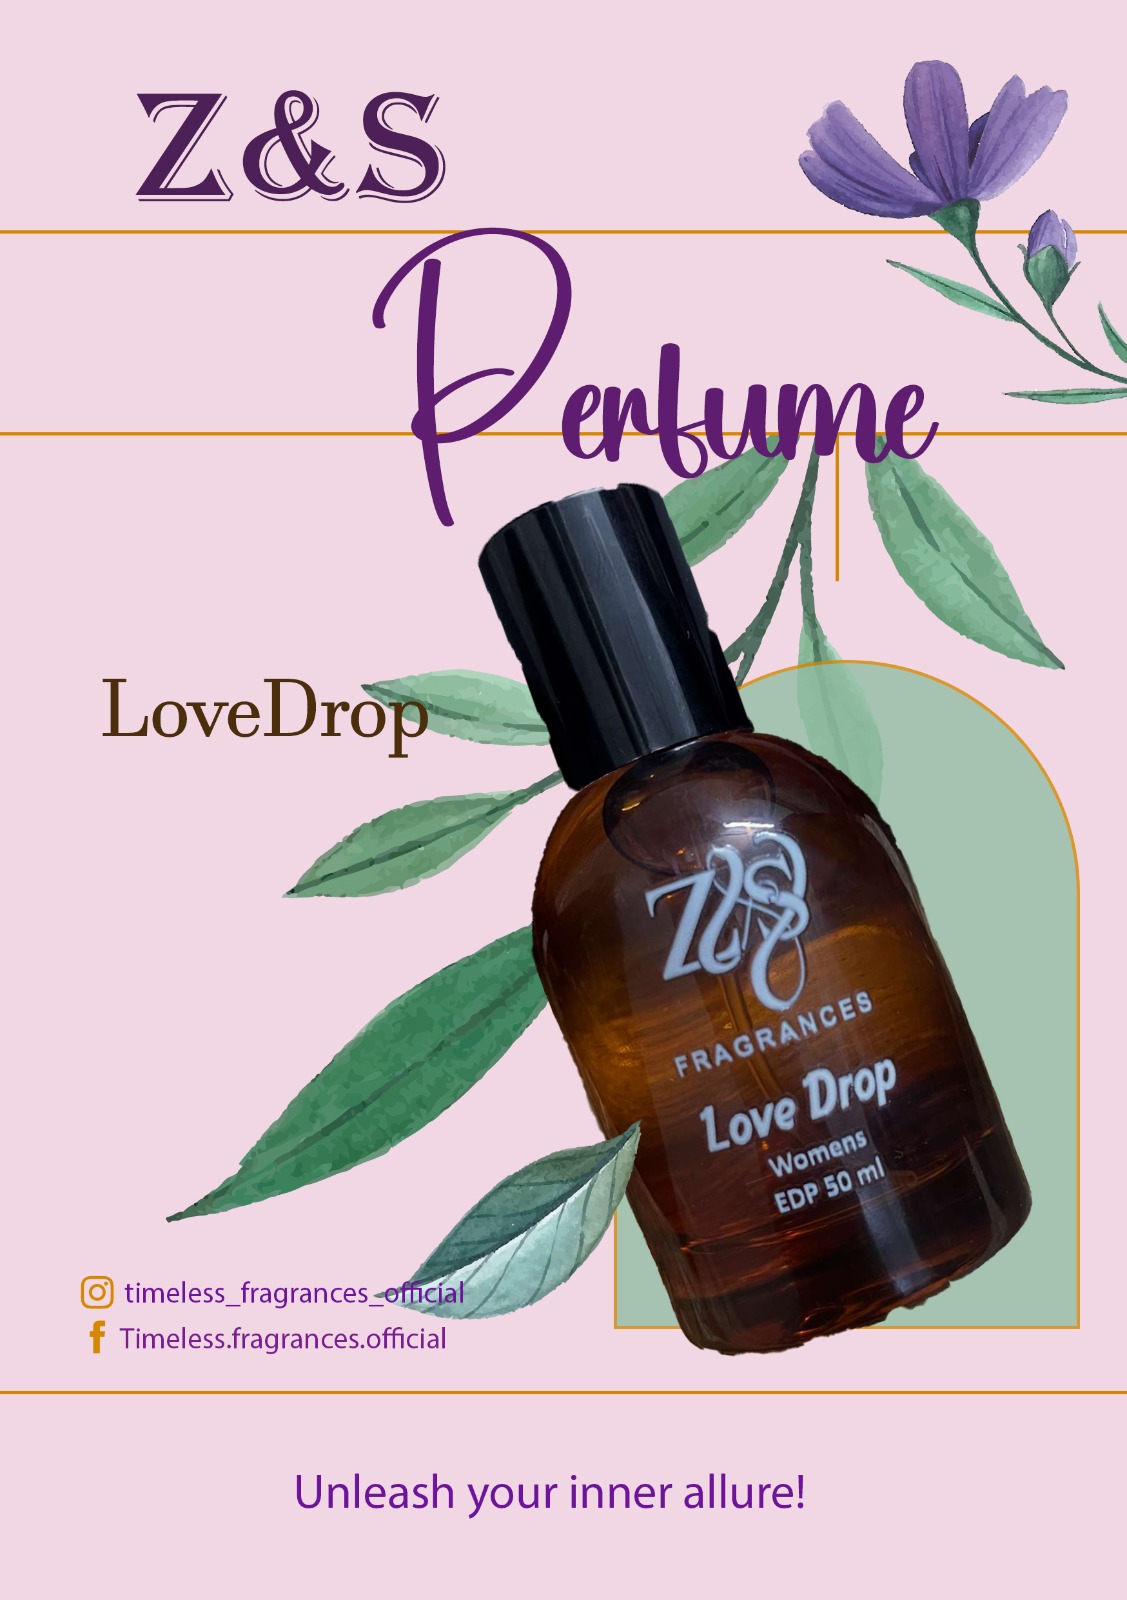 Z&S
Perfume
LoveDrop
Z&S
FRAGRANCES
Love Drop
Womens
EDP 50 ml
timeless_fragrances_official
Timeless.fragrances.official
Unleash your inner allure!